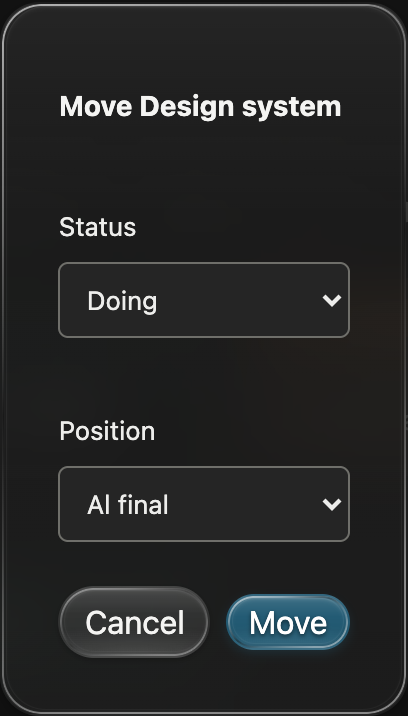 Move Design system
Status
Doing
Position
Al final
Cancel
Move